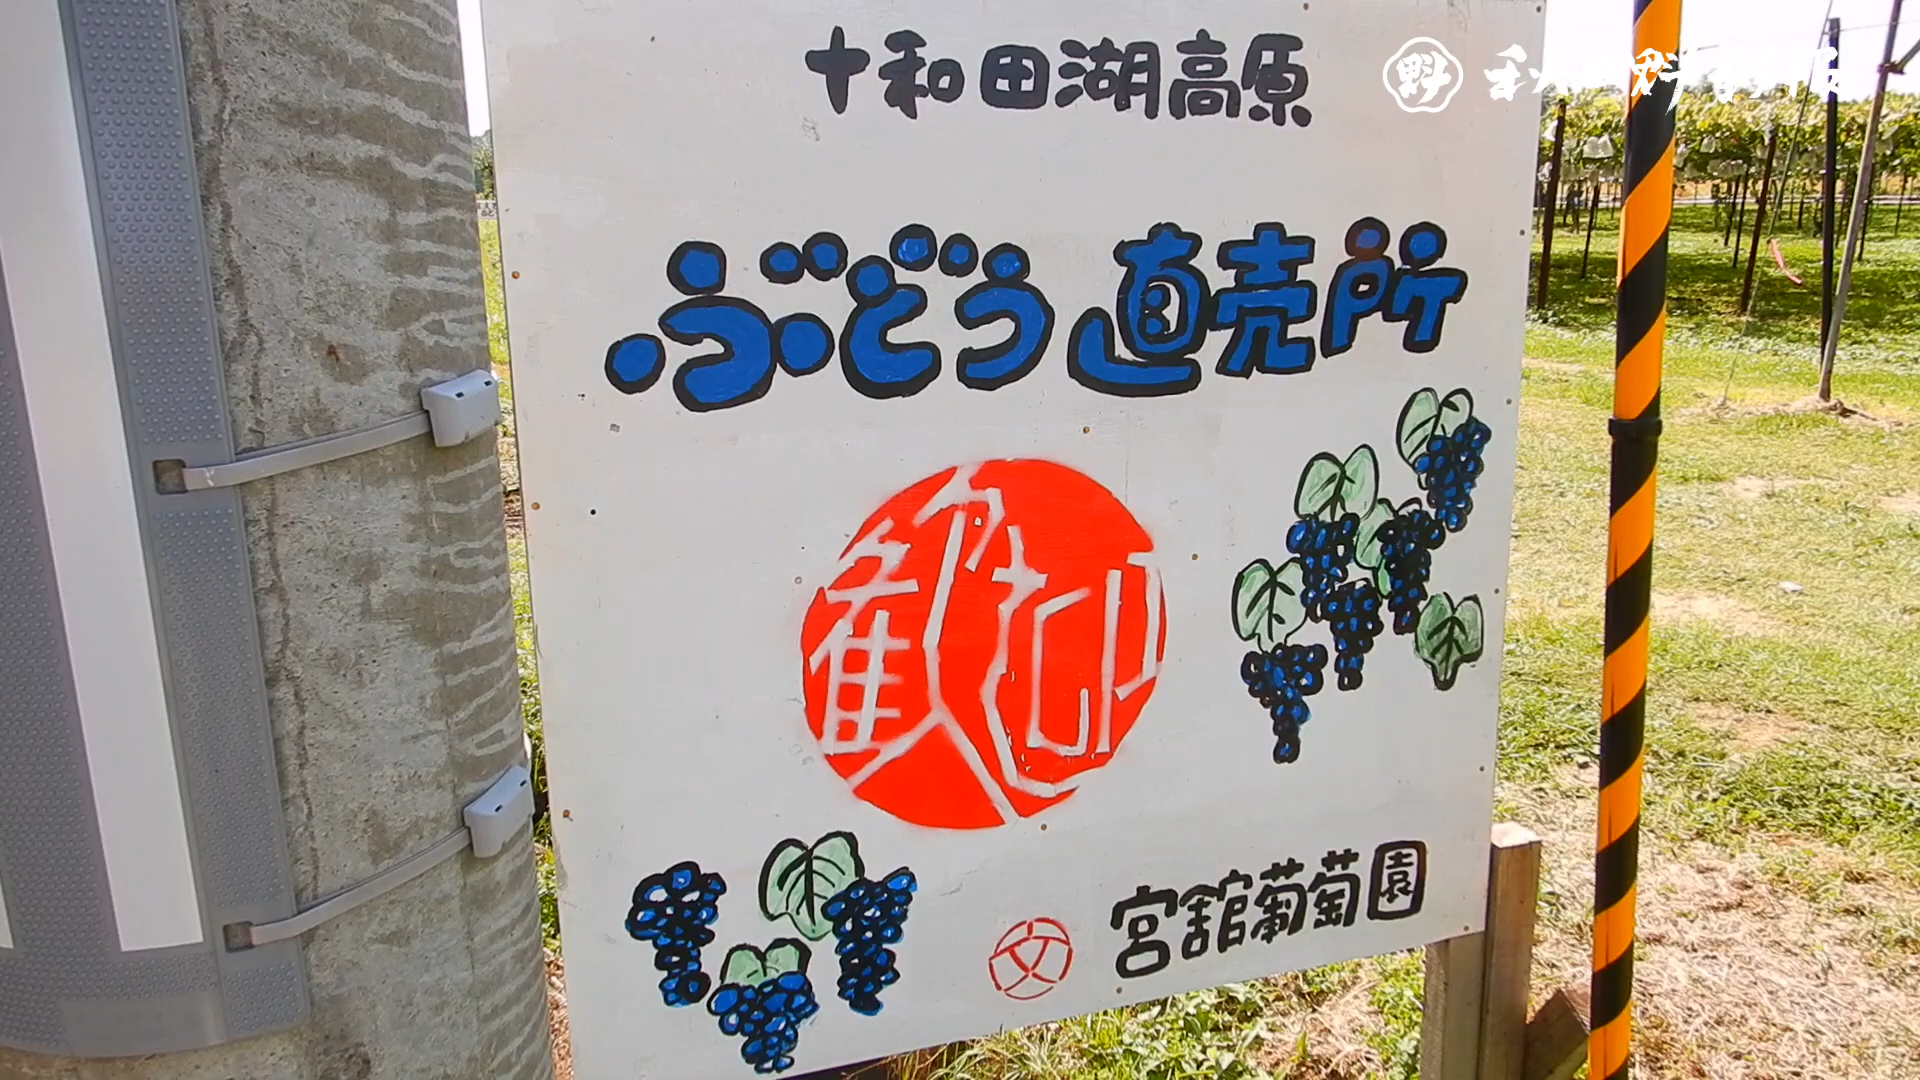 十和田湖高原
ぶどう直売所
歓迎
文
宮舘葡萄園